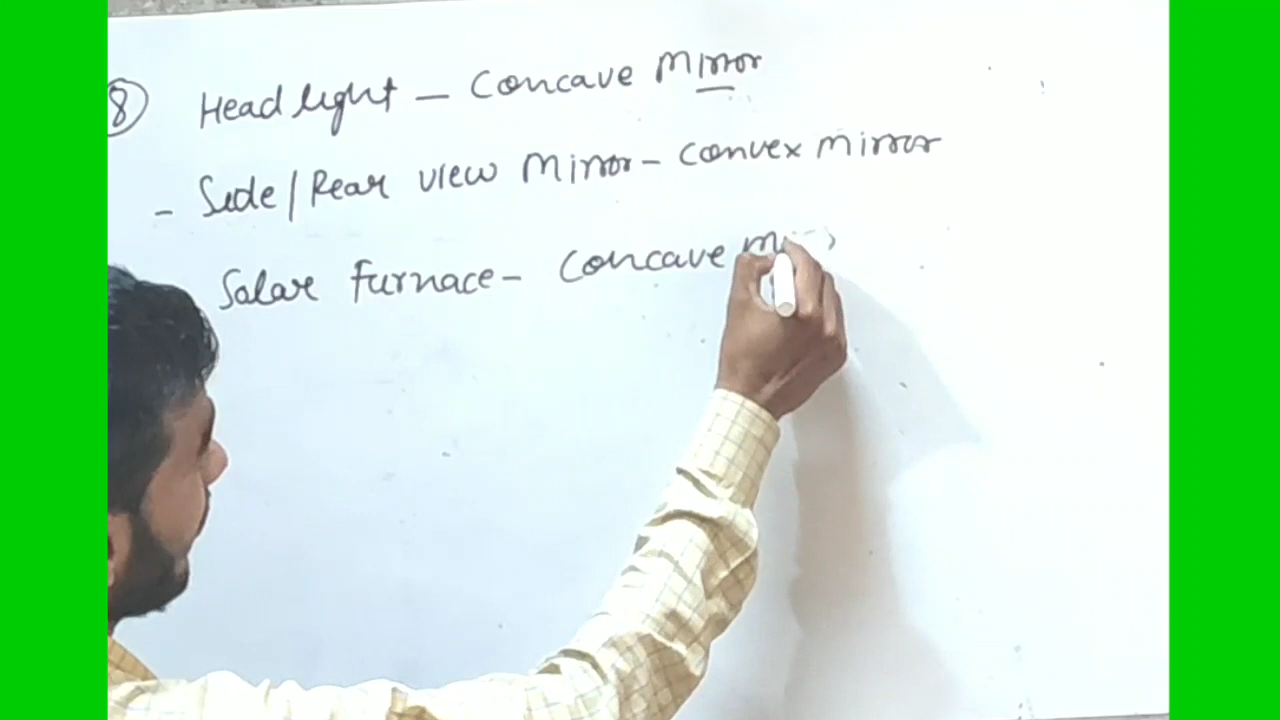 8 Head light – Concave Mirror
- Side/Rear view Mirror – Convex mirror
Solar Furnace – Concave